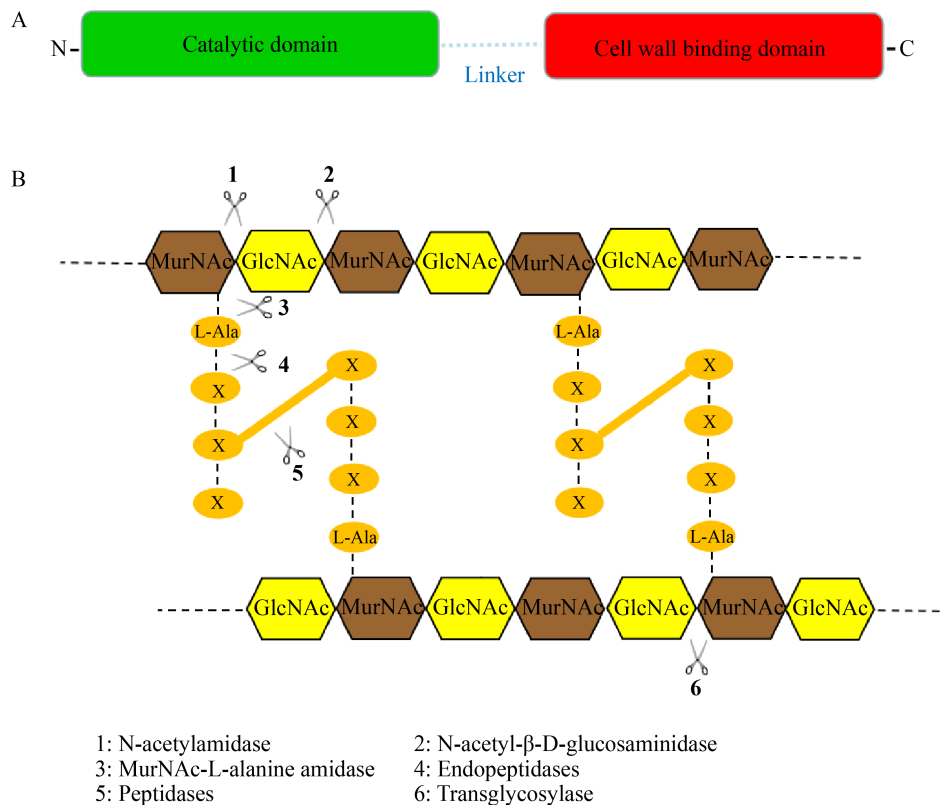 A
N
Catalytic domain
Linker
Cell wall binding domain
C
B
1
2
MurNAc GlcNAc MurNAc GlcNAc MurNAc GlcNAc MurNAc
3
L-Ala L-Ala
4
X X X X
X X X X
5
X X X X
L-Ala L-Ala
GlcNAc MurNAc GlcNAc MurNAc GlcNAc MurNAc GlcNAc
6
1: N-acetylamidase 2: N-acetyl-β-D-glucosaminidase
3: MurNAc-L-alanine amidase 4: Endopeptidases
5: Peptidases 6: Transglycosylase